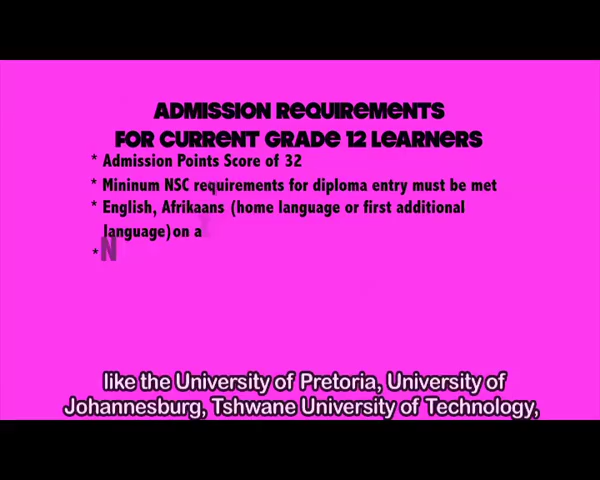 ADMISSION REQUIREMENTS
FOR CURRENT GRADE 12 LEARNERS
* Admission Points Score of 32
* Mininum NSC requirements for diploma entry must be met
* English, Afrikaans (home language or first additional
language)on a
* N
like the University of Pretoria, University of
Johannesburg, Tshwane University of Technology,